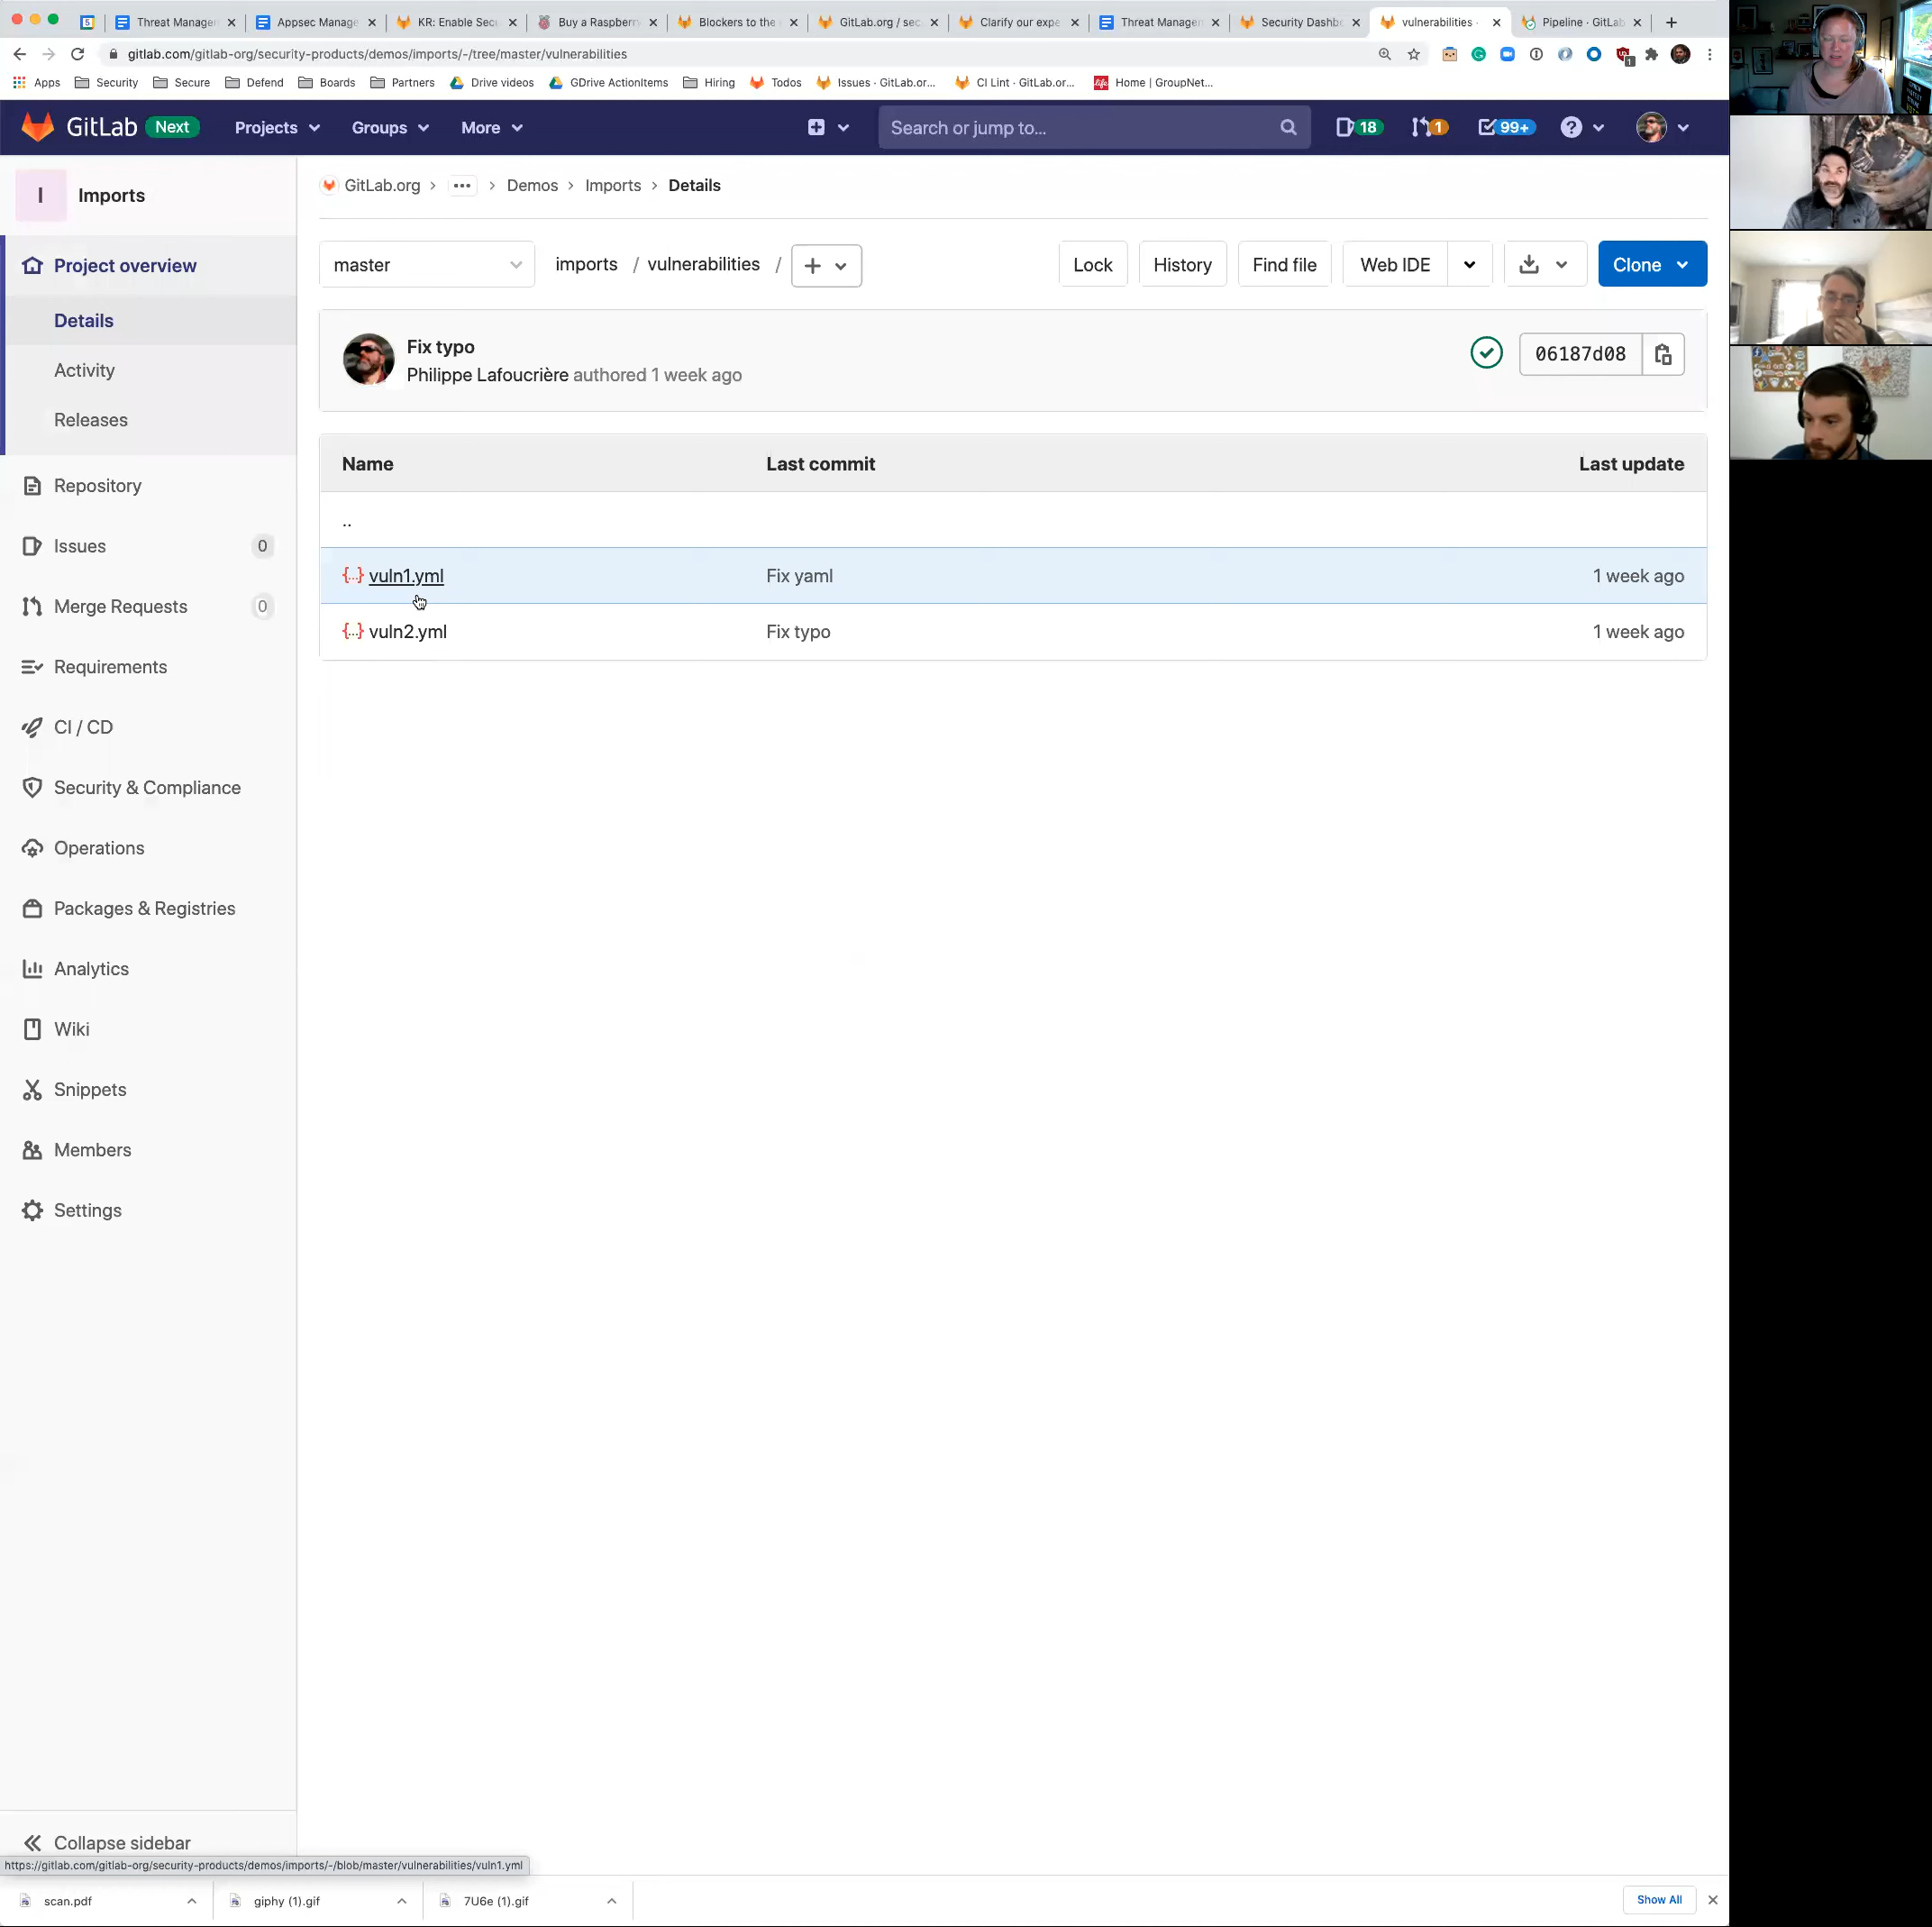 5 Threat Manage Appsec Manage KR: Enable Sec Buy a Raspberry Blockers to the GitLab.org / sec Clarify our expe Threat Managem Security Dashb vulnerabilities · Pipeline · GitLab
gitlab.com/gitlab-org/security-products/demos/imports/-/tree/master/vulnerabilities
Apps Security Secure Defend Boards Partners Drive videos GDrive ActionItems Hiring Todos Issues · GitLab.or... CI Lint · GitLab.or... Home | GroupNet...
GitLab Next Projects Groups More Search or jump to... 18 1 99+
I Imports
GitLab.org > ... > Demos > Imports > Details
Project overview
Details
Activity
Releases
Repository
Issues 0
Merge Requests 0
Requirements
CI / CD
Security & Compliance
Operations
Packages & Registries
Analytics
Wiki
Snippets
Members
Settings
Collapse sidebar
master imports / vulnerabilities / + Lock History Find file Web IDE Clone
Fix typo
Philippe Lafoucrière authored 1 week ago
06187d08
Name Last commit Last update
..
vuln1.yml Fix yaml 1 week ago
vuln2.yml Fix typo 1 week ago
https://gitlab.com/gitlab-org/security-products/demos/imports/-/blob/master/vulnerabilities/vuln1.yml
scan.pdf giphy (1).gif 7U6e (1).gif Show All